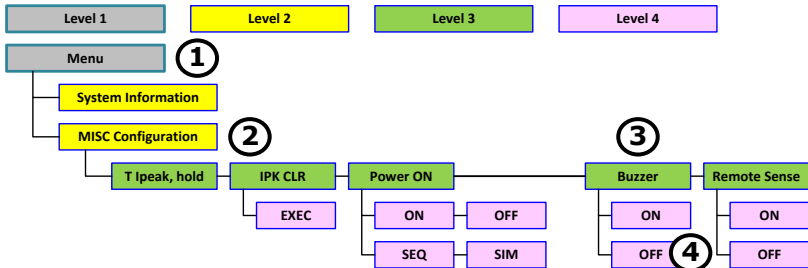 Level 1 Level 2 Level 3 Level 4
Menu 1
System Information
MISC Configuration 2 3
T Ipeak, hold IPK CLR Power ON Buzzer Remote Sense
EXEC ON OFF ON ON
SEQ SIM OFF 4 OFF